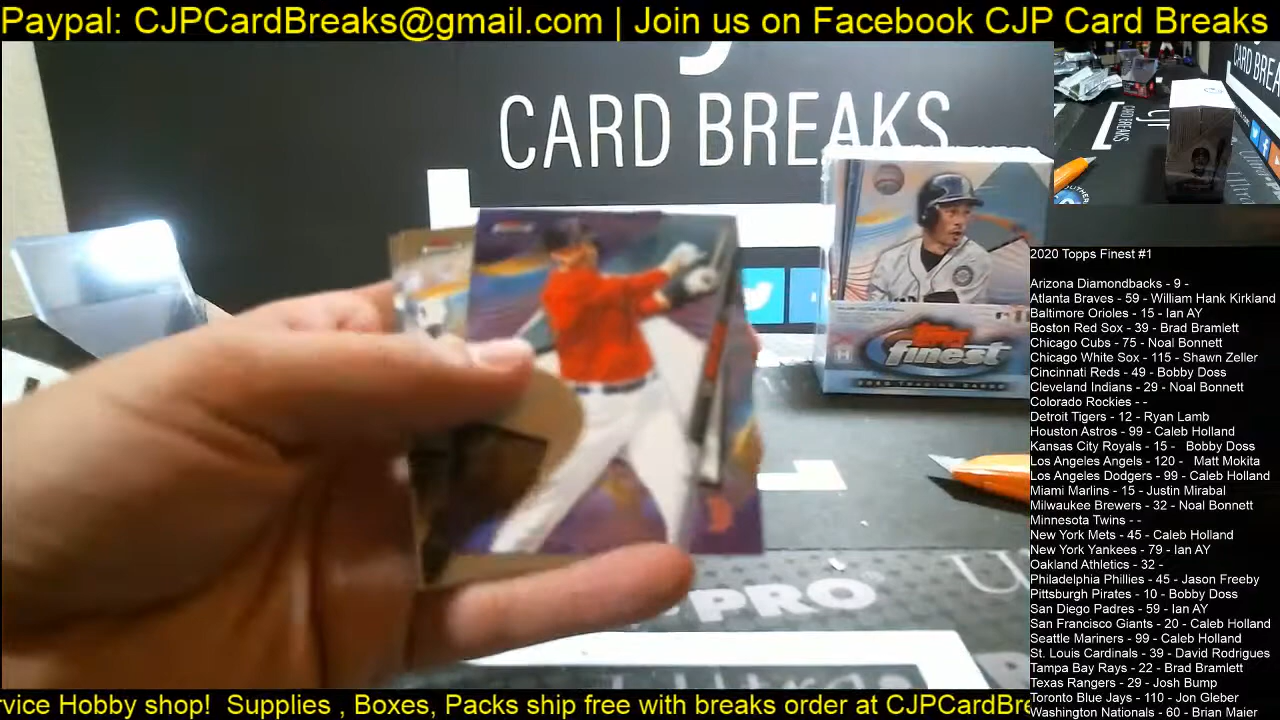 Paypal: CJPCardBreaks@gmail.com | Join us on Facebook CJP Card Breaks
CARD BREAKS
CARD BREAKS
Topps
finest
2020 TRADING CARDS
PRO
2020 Topps Finest #1
Arizona Diamondbacks - 9 -
Atlanta Braves - 59 - William Hank Kirkland
Baltimore Orioles - 15 - Ian AY
Boston Red Sox - 39 - Brad Bramlett
Chicago Cubs - 75 - Noal Bonnett
Chicago White Sox - 115 - Shawn Zeller
Cincinnati Reds - 49 - Bobby Doss
Cleveland Indians - 29 - Noal Bonnett
Colorado Rockies - -
Detroit Tigers - 12 - Ryan Lamb
Houston Astros - 99 - Caleb Holland
Kansas City Royals - 15 - Bobby Doss
Los Angeles Angels - 120 - Matt Mokita
Los Angeles Dodgers - 99 - Caleb Holland
Miami Marlins - 15 - Justin Mirabal
Milwaukee Brewers - 32 - Noal Bonnett
Minnesota Twins - -
New York Mets - 45 - Caleb Holland
New York Yankees - 79 - Ian AY
Oakland Athletics - 32 -
Philadelphia Phillies - 45 - Jason Freeby
Pittsburgh Pirates - 10 - Bobby Doss
San Diego Padres - 59 - Ian AY
San Francisco Giants - 20 - Caleb Holland
Seattle Mariners - 99 - Caleb Holland
St. Louis Cardinals - 39 - David Rodrigues
Tampa Bay Rays - 22 - Brad Bramlett
Texas Rangers - 29 - Josh Bump
Toronto Blue Jays - 110 - Jon Gleber
Washington Nationals - 60 - Brian Maier
rvice Hobby shop! Supplies , Boxes, Packs ship free with breaks order at CJPCardBre